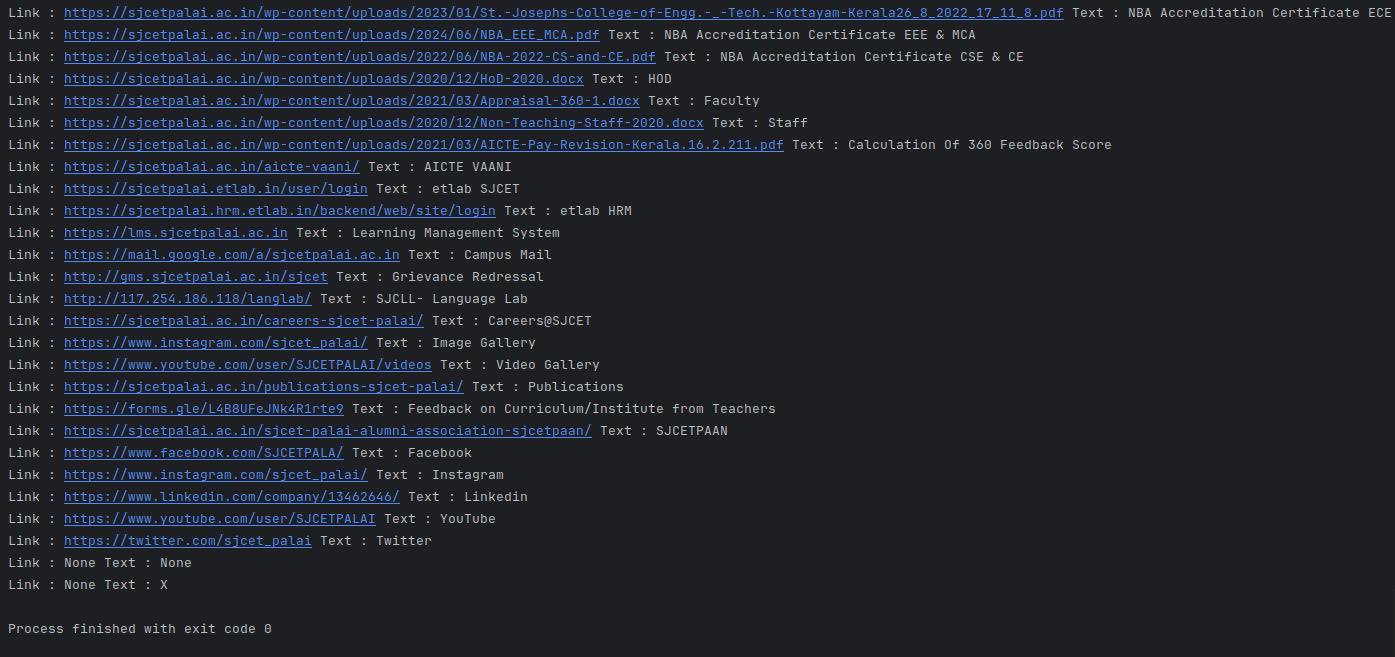 Link : https://sjcetpalai.ac.in/wp-content/uploads/2023/01/St.-Josephs-College-of-Engg.-_-Tech.-Kottayam-Kerala26_8_2022_17_11_8.pdf Text : NBA Accreditation Certificate ECE
Link : https://sjcetpalai.ac.in/wp-content/uploads/2024/06/NBA_EEE_MCA.pdf Text : NBA Accreditation Certificate EEE & MCA
Link : https://sjcetpalai.ac.in/wp-content/uploads/2022/06/NBA-2022-CS-and-CE.pdf Text : NBA Accreditation Certificate CSE & CE
Link : https://sjcetpalai.ac.in/wp-content/uploads/2020/12/HoD-2020.docx Text : HOD
Link : https://sjcetpalai.ac.in/wp-content/uploads/2021/03/Appraisal-360-1.docx Text : Faculty
Link : https://sjcetpalai.ac.in/wp-content/uploads/2020/12/Non-Teaching-Staff-2020.docx Text : Staff
Link : https://sjcetpalai.ac.in/wp-content/uploads/2021/03/AICTE-Pay-Revision-Kerala.16.2.211.pdf Text : Calculation Of 360 Feedback Score
Link : https://sjcetpalai.ac.in/aicte-vaani/ Text : AICTE VAANI
Link : https://sjcetpalai.etlab.in/user/login Text : etlab SJCET
Link : https://sjcetpalai.hrm.etlab.in/backend/web/site/login Text : etlab HRM
Link : https://lms.sjcetpalai.ac.in Text : Learning Management System
Link : https://mail.google.com/a/sjcetpalai.ac.in Text : Campus Mail
Link : http://gms.sjcetpalai.ac.in/sjcet Text : Grievance Redressal
Link : http://117.254.186.118/langlab/ Text : SJCLL- Language Lab
Link : https://sjcetpalai.ac.in/careers-sjcet-palai/ Text : Careers@SJCET
Link : https://www.instagram.com/sjcet_palai/ Text : Image Gallery
Link : https://www.youtube.com/user/SJCETPALAI/videos Text : Video Gallery
Link : https://sjcetpalai.ac.in/publications-sjcet-palai/ Text : Publications
Link : https://forms.gle/L4B8UFeJNk4R1rte9 Text : Feedback on Curriculum/Institute from Teachers
Link : https://sjcetpalai.ac.in/sjcet-palai-alumni-association-sjcetpaan/ Text : SJCETPAAN
Link : https://www.facebook.com/SJCETPALA/ Text : Facebook
Link : https://www.instagram.com/sjcet_palai/ Text : Instagram
Link : https://www.linkedin.com/company/13462646/ Text : Linkedin
Link : https://www.youtube.com/user/SJCETPALAI Text : YouTube
Link : https://twitter.com/sjcet_palai Text : Twitter
Link : None Text : None
Link : None Text : X
Process finished with exit code 0